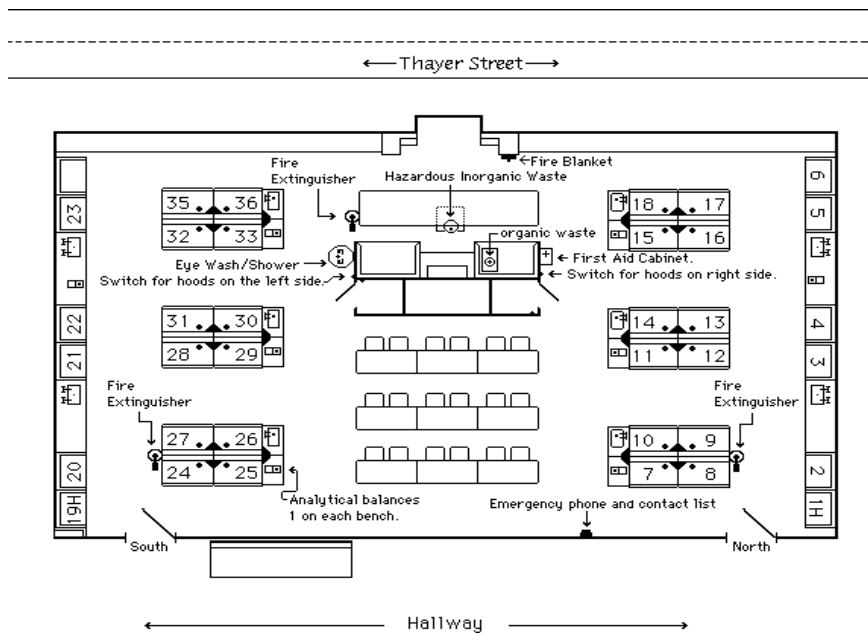 Thayer Street
Fire Blanket
Fire
Extinguisher
Hazardous Inorganic Waste
6
23
35 36
18 17
5
32 33
15 16
organic waste
Eye Wash/Shower
First Aid Cabinet.
Switch for hoods on the left side.
Switch for hoods on right side.
22
31 30
14 13
4
21
28 29
11 12
3
Fire
Extinguisher
Fire
Extinguisher
27 26
10 9
20
24 25
7 8
2
Analytical balances
1 on each bench.
Emergency phone and contact list
19H
1H
South
North
Hallway